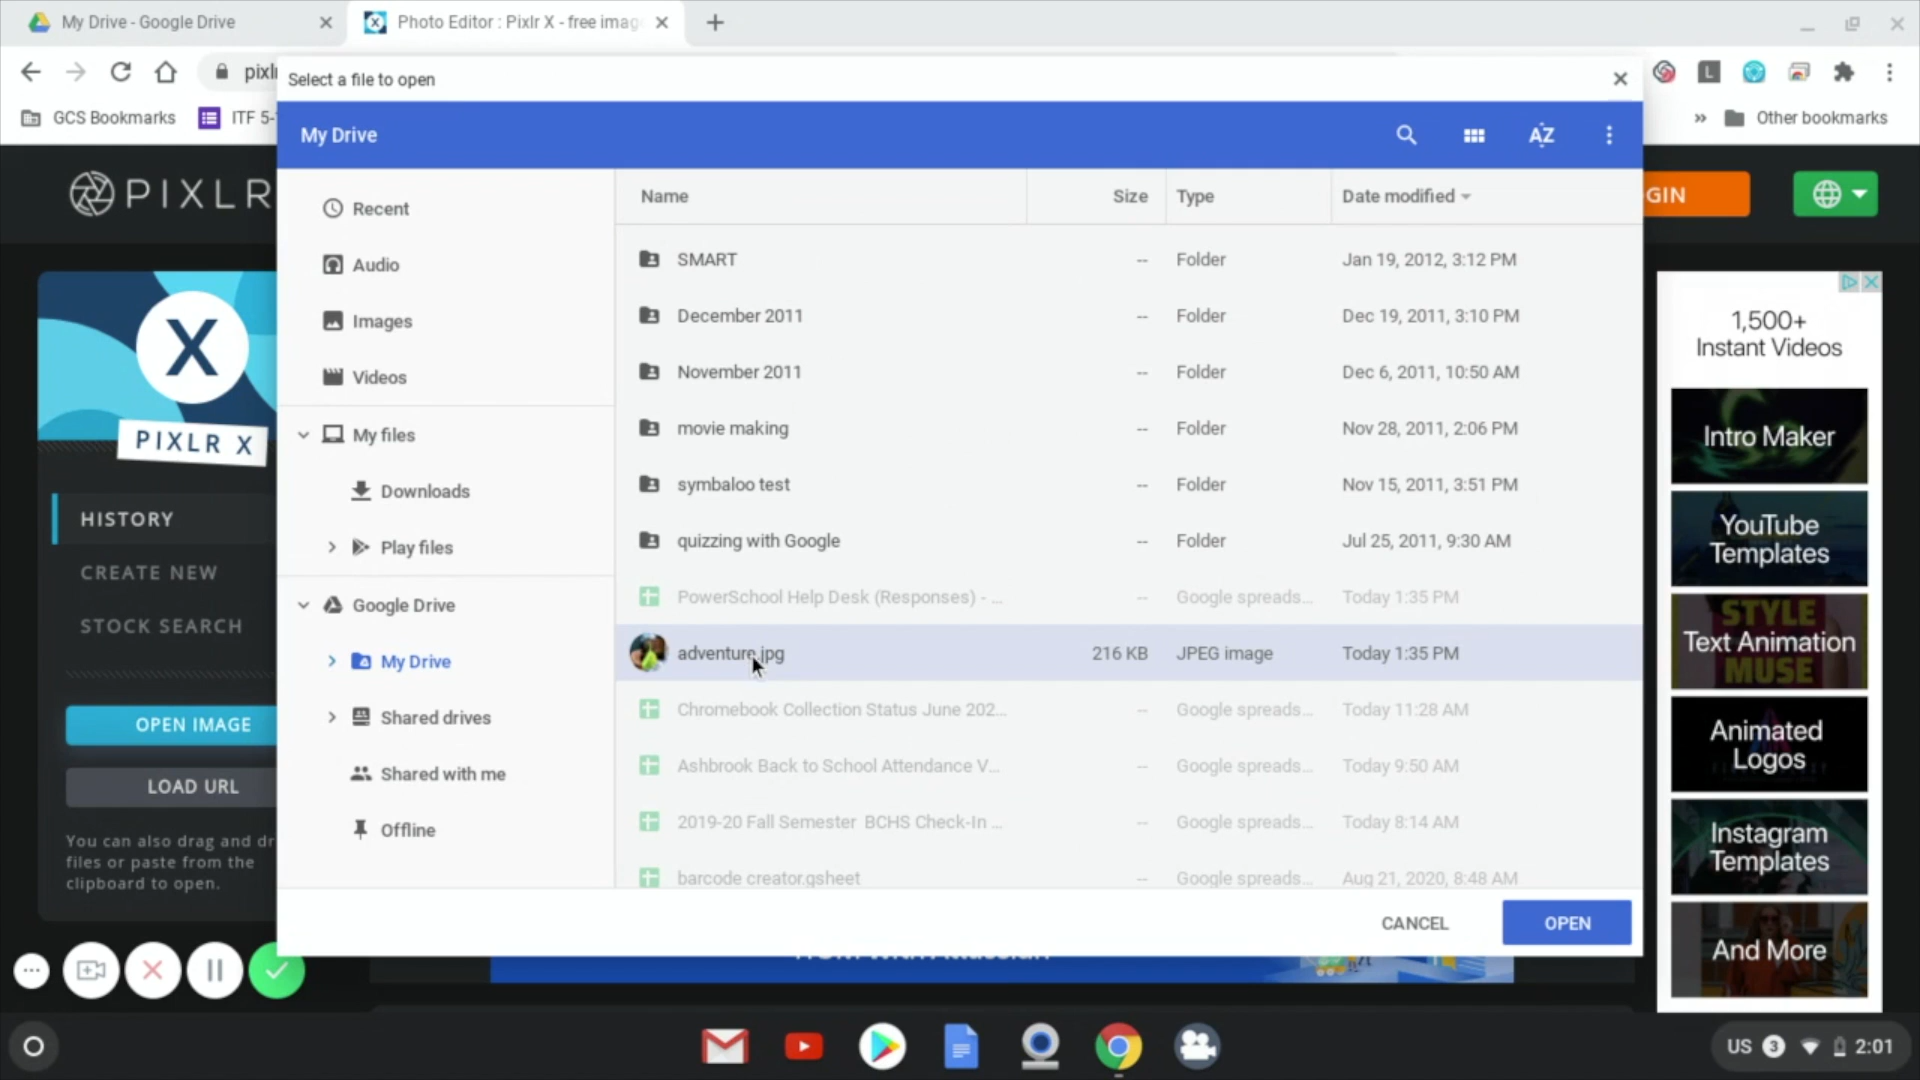 My Drive - Google Drive
Photo Editor : Pixlr X - free imag
pixl
GCS Bookmarks
ITF 5-
Other bookmarks
Select a file to open
My Drive
AZ
PIXLR
GIN
Recent
Audio
Images
Videos
My files
Downloads
Play files
Google Drive
My Drive
Shared drives
Shared with me
Offline
Name Size Type Date modified
SMART -- Folder Jan 19, 2012, 3:12 PM
December 2011 -- Folder Dec 19, 2011, 3:10 PM
November 2011 -- Folder Dec 6, 2011, 10:50 AM
movie making -- Folder Nov 28, 2011, 2:06 PM
symbaloo test -- Folder Nov 15, 2011, 3:51 PM
quizzing with Google -- Folder Jul 25, 2011, 9:30 AM
PowerSchool Help Desk (Responses) - ... -- Google spreads... Today 1:35 PM
adventure.jpg 216 KB JPEG image Today 1:35 PM
Chromebook Collection Status June 202... -- Google spreads... Today 11:28 AM
Ashbrook Back to School Attendance V... -- Google spreads... Today 9:50 AM
2019-20 Fall Semester BCHS Check-In ... -- Google spreads... Today 8:14 AM
barcode creator.gsheet -- Google spreads... Aug 21, 2020, 8:48 AM
CANCEL
OPEN
X
PIXLR X
HISTORY
CREATE NEW
STOCK SEARCH
OPEN IMAGE
LOAD URL
You can also drag and dr
files or paste from the
clipboard to open.
1,500+
Instant Videos
Intro Maker
YouTube
Templates
STYLE
Text Animation
MUSE
Animated
Logos
Instagram
Templates
And More
L
US 3 2:01